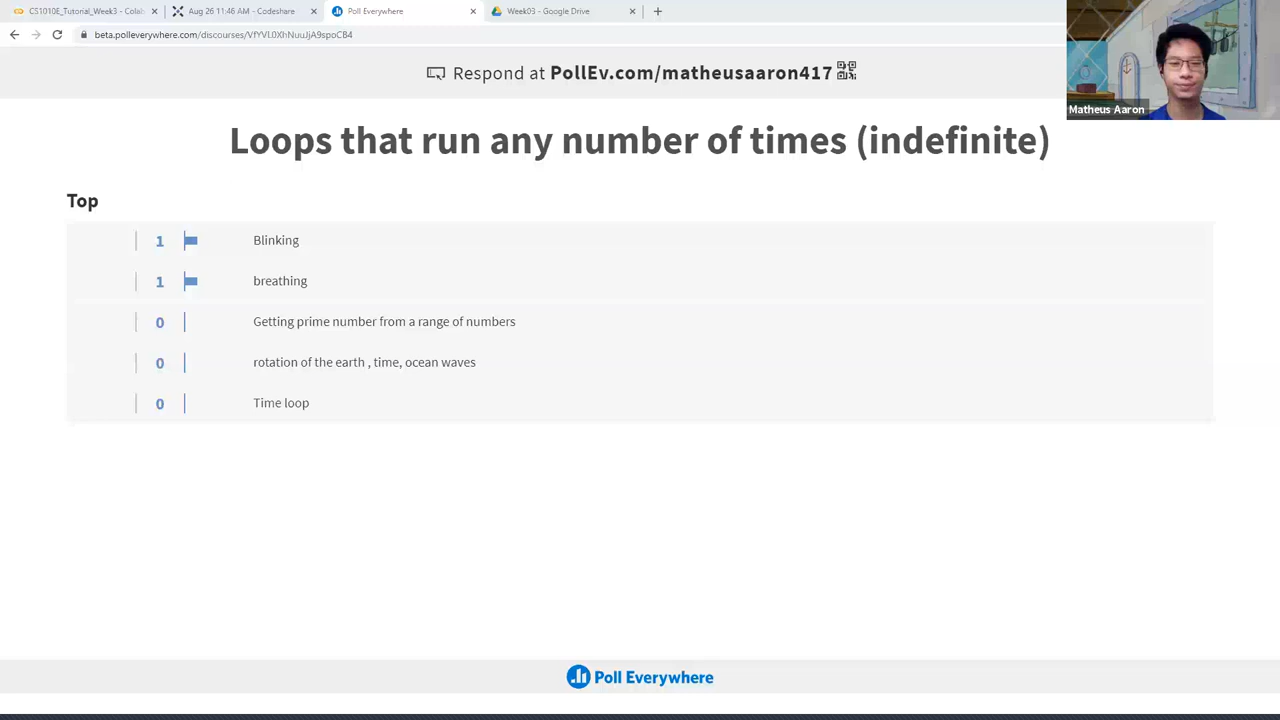 CS1010E_Tutorial_Week3 - Colab
Aug 26 11:46 AM - Codeshare
Poll Everywhere
Week03 - Google Drive
Respond at PollEv.com/matheusaaron417
Matheus Aaron
Loops that run any number of times (indefinite)
Top
1 Blinking
1 breathing
0 Getting prime number from a range of numbers
0 rotation of the earth , time, ocean waves
0 Time loop
Poll Everywhere